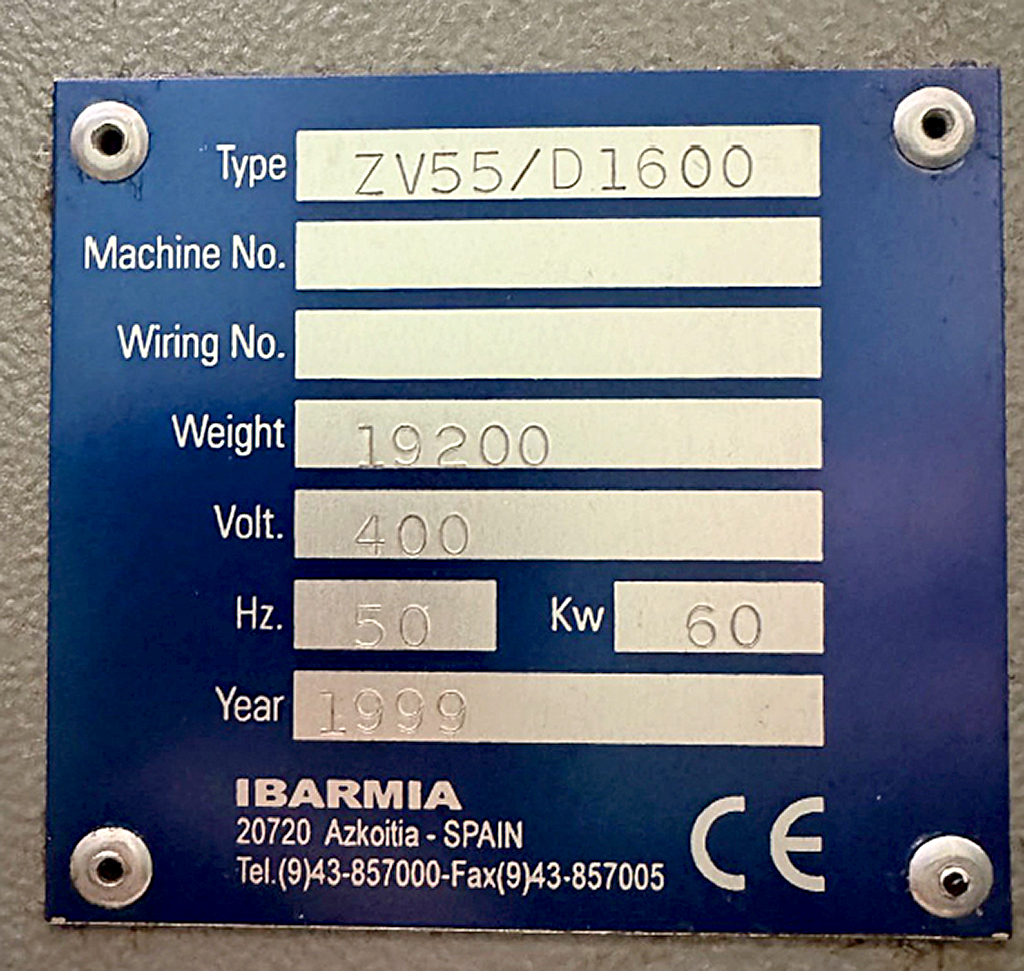 Type ZV55/D1600
Machine No.
Wiring No.
Weight 19200
Volt. 400
Hz. 50 Kw 60
Year 1999
IBARMIA
20720 Azkoitia - SPAIN
Tel.(9)43-857000-Fax(9)43-857005
CE